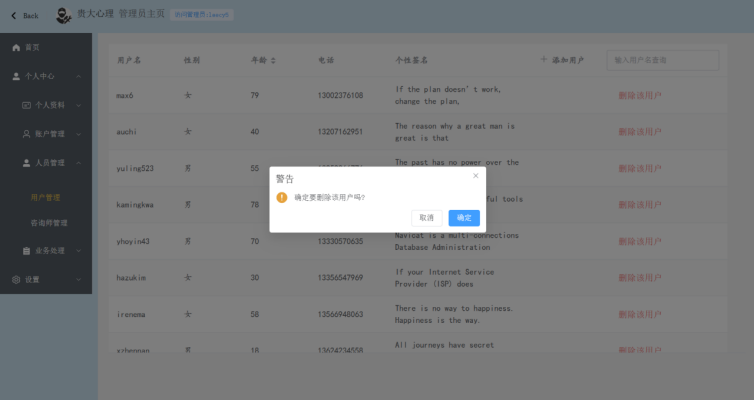 Back
贵大心理 管理员主页
首页
个人中心
个人资料
账户管理
人员管理
用户管理
咨询师管理
业务处理
设置
用户名 性别 年龄 电话 个性签名 + 添加用户 输入用户名查询
max6 女 79 13002376108 If the plan doesn't work,
change the plan, 删除该用户
auchi 女 40 13287162951 The reason why a great man is
great is that 删除该用户
yuling523 男 55 The past has no power over the
删除该用户
警告
确定要删除该用户吗?
取消 确定
kamingkwa 男 78 ful tools
删除该用户
yhoyin43 男 70 13330570635 Navicat is a multi-connections
Database Administration 删除该用户
hazukim 女 30 13356547969 If your Internet Service
Provider (ISP) does 删除该用户
irenema 女 58 13566948063 There is no way to happiness.
Happiness is the way. 删除该用户
男 18 13624234558 All journeys have secret
删除该用户